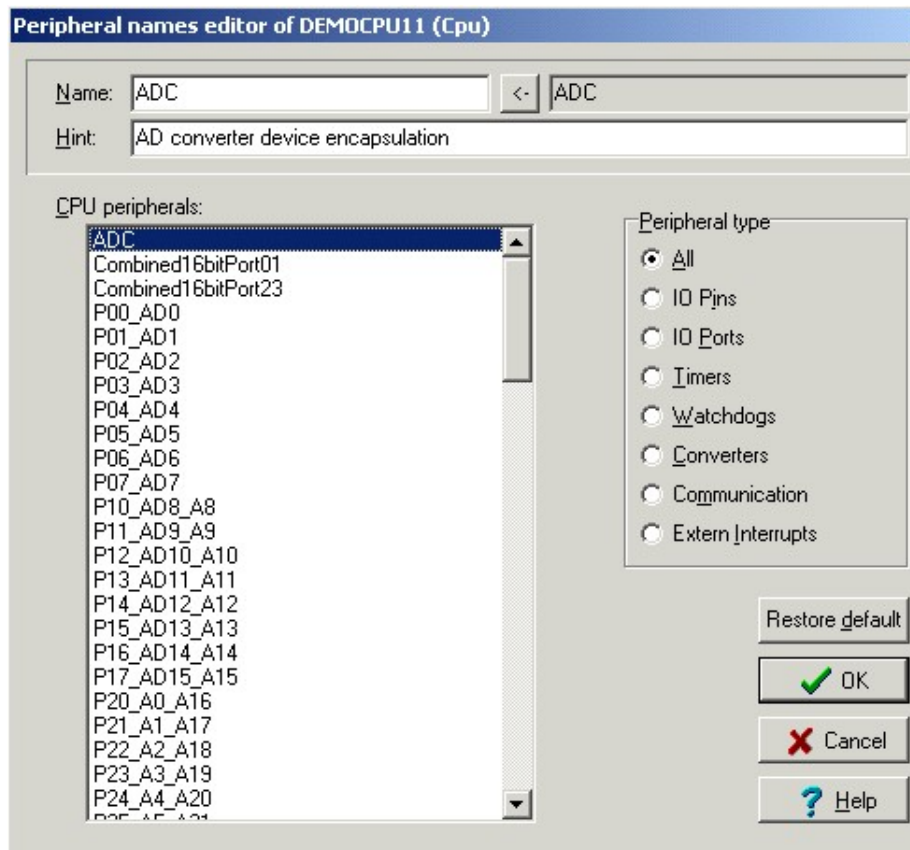 Peripheral names editor of DEMOCPU11 (Cpu)
Name: ADC <- ADC
Hint: AD converter device encapsulation
CPU peripherals:
ADC
Combined16bitPort01
Combined16bitPort23
P00_AD0
P01_AD1
P02_AD2
P03_AD3
P04_AD4
P05_AD5
P06_AD6
P07_AD7
P10_AD8_A8
P11_AD9_A9
P12_AD10_A10
P13_AD11_A11
P14_AD12_A12
P15_AD13_A13
P16_AD14_A14
P17_AD15_A15
P20_A0_A16
P21_A1_A17
P22_A2_A18
P23_A3_A19
P24_A4_A20
Peripheral type
All
IO Pins
IO Ports
Timers
Watchdogs
Converters
Communication
Extern Interrupts
Restore default
OK
Cancel
Help